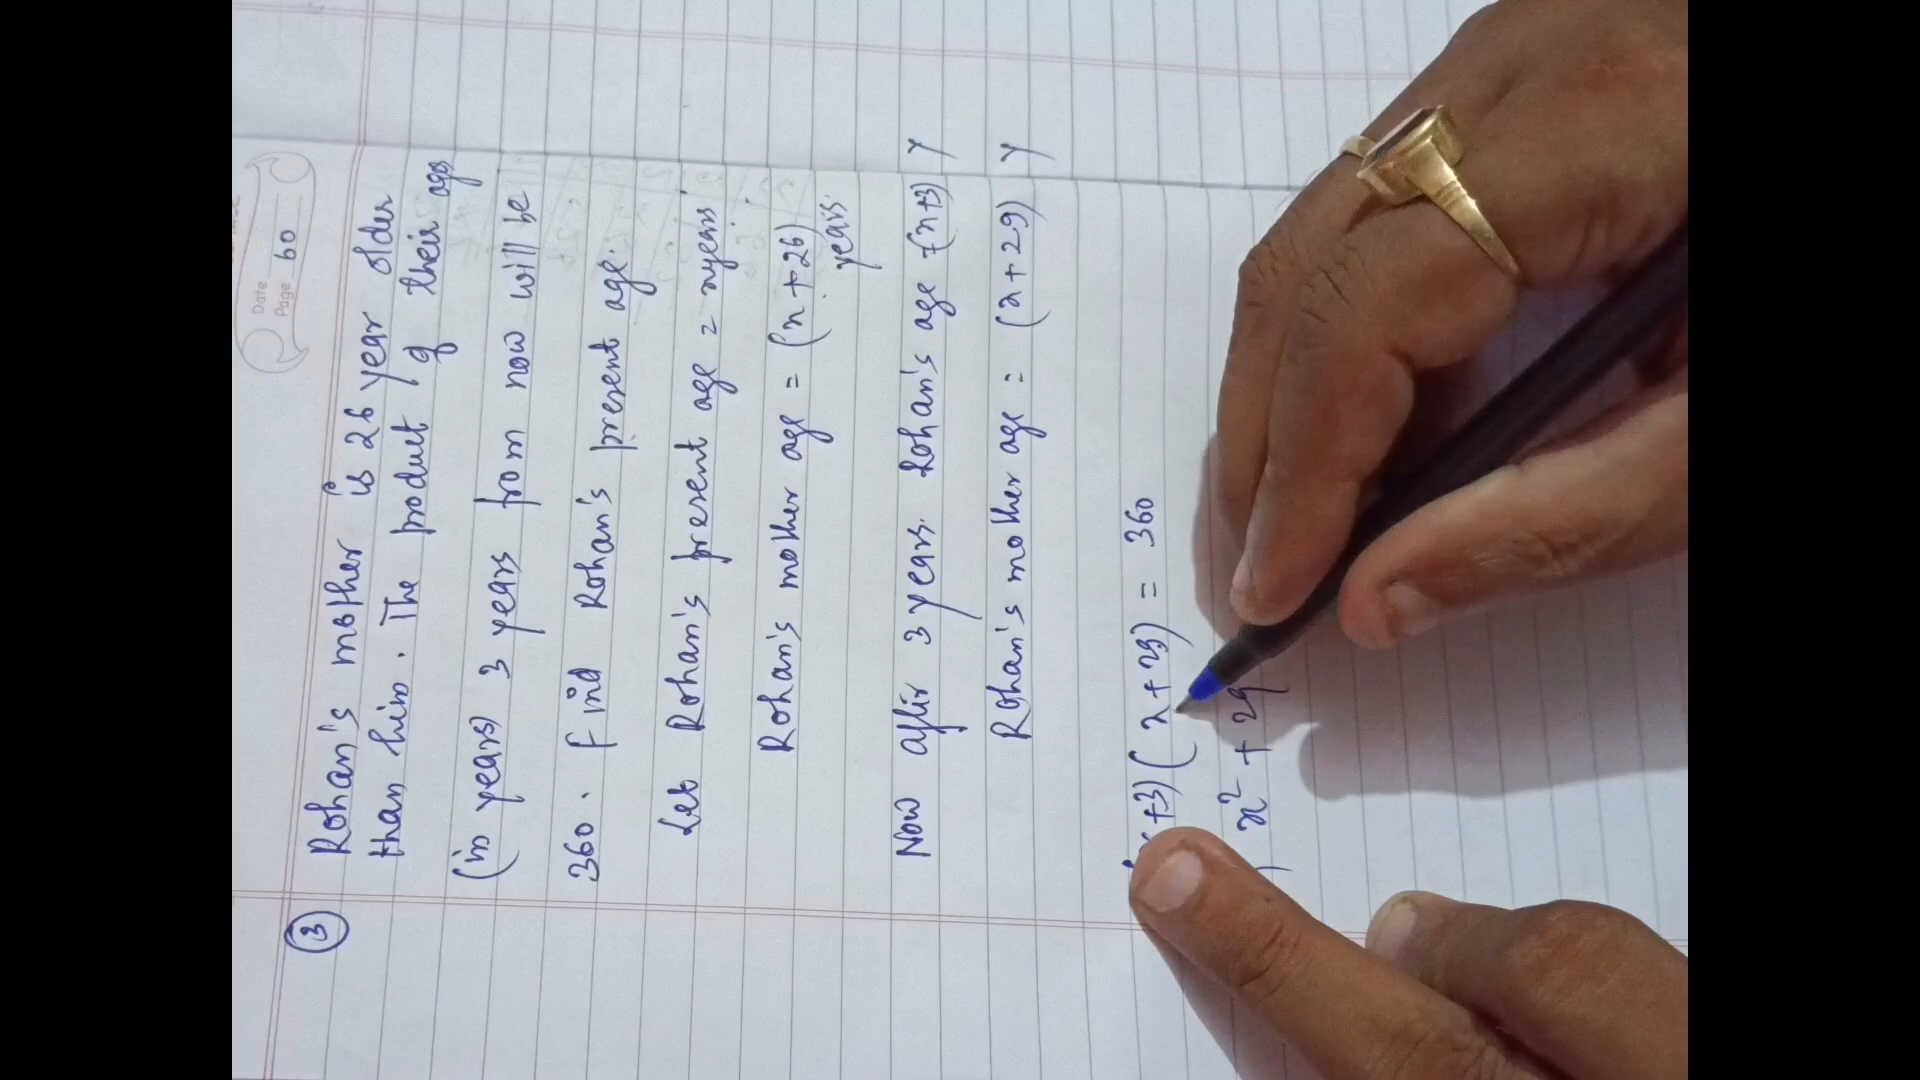 Date
Page 60
③ Rohan's mother is 26 year older
than him. The product of their ages
(in years) 3 years from now will be
360. find Rohan's present age.
Let Rohan's present age = x years
Rohan's mother age = (x + 26)
years.
Now after 3 years. Rohan's age = (x+3) Y
Rohan's mother age = (x + 29) Y
+3) (x + 29) = 360
x² + 29